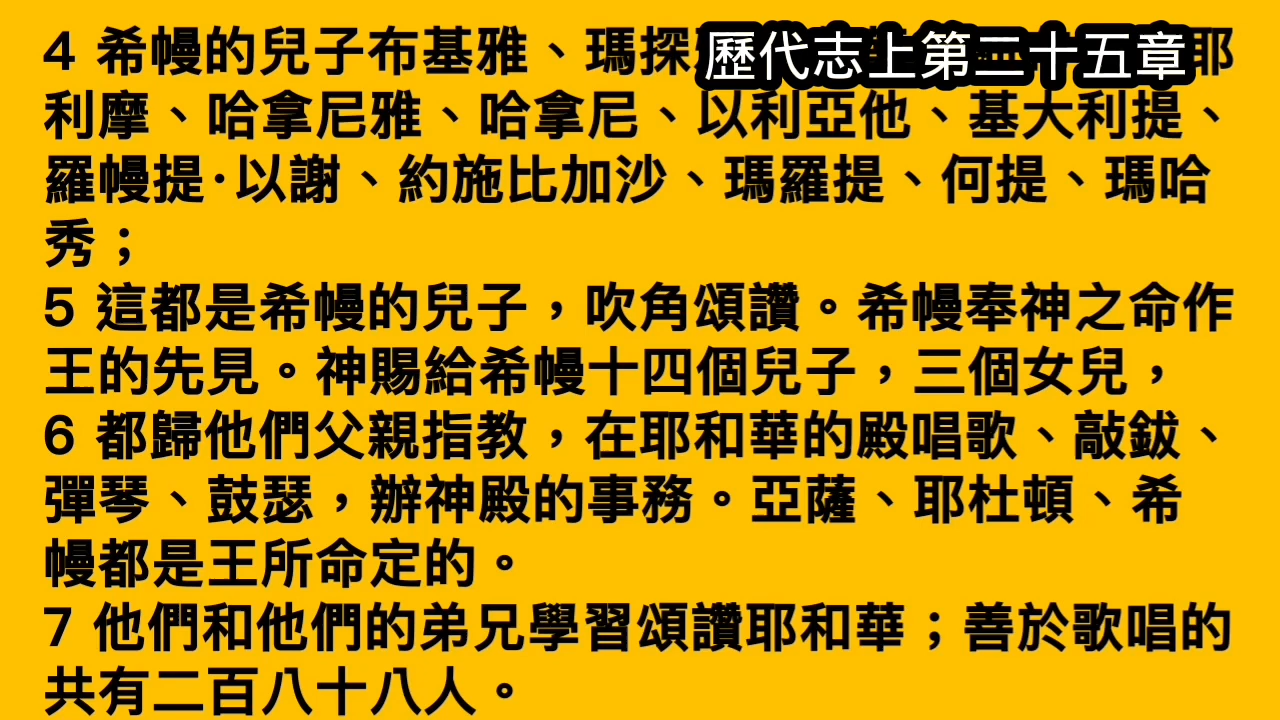 歷代志上第二十五章
4 希幔的兒子布基雅、瑪探 耶
利摩、哈拿尼雅、哈拿尼、以利亞他、基大利提、
羅幔提·以謝、約施比加沙、瑪羅提、何提、瑪哈
秀；
5 這都是希幔的兒子，吹角頌讚。希幔奉神之命作
王的先見。神賜給希幔十四個兒子，三個女兒，
6 都歸他們父親指教，在耶和華的殿唱歌、敲鈸、
彈琴、鼓瑟，辦神殿的事務。亞薩、耶杜頓、希
幔都是王所命定的。
7 他們和他們的弟兄學習頌讚耶和華；善於歌唱的
共有二百八十八人。